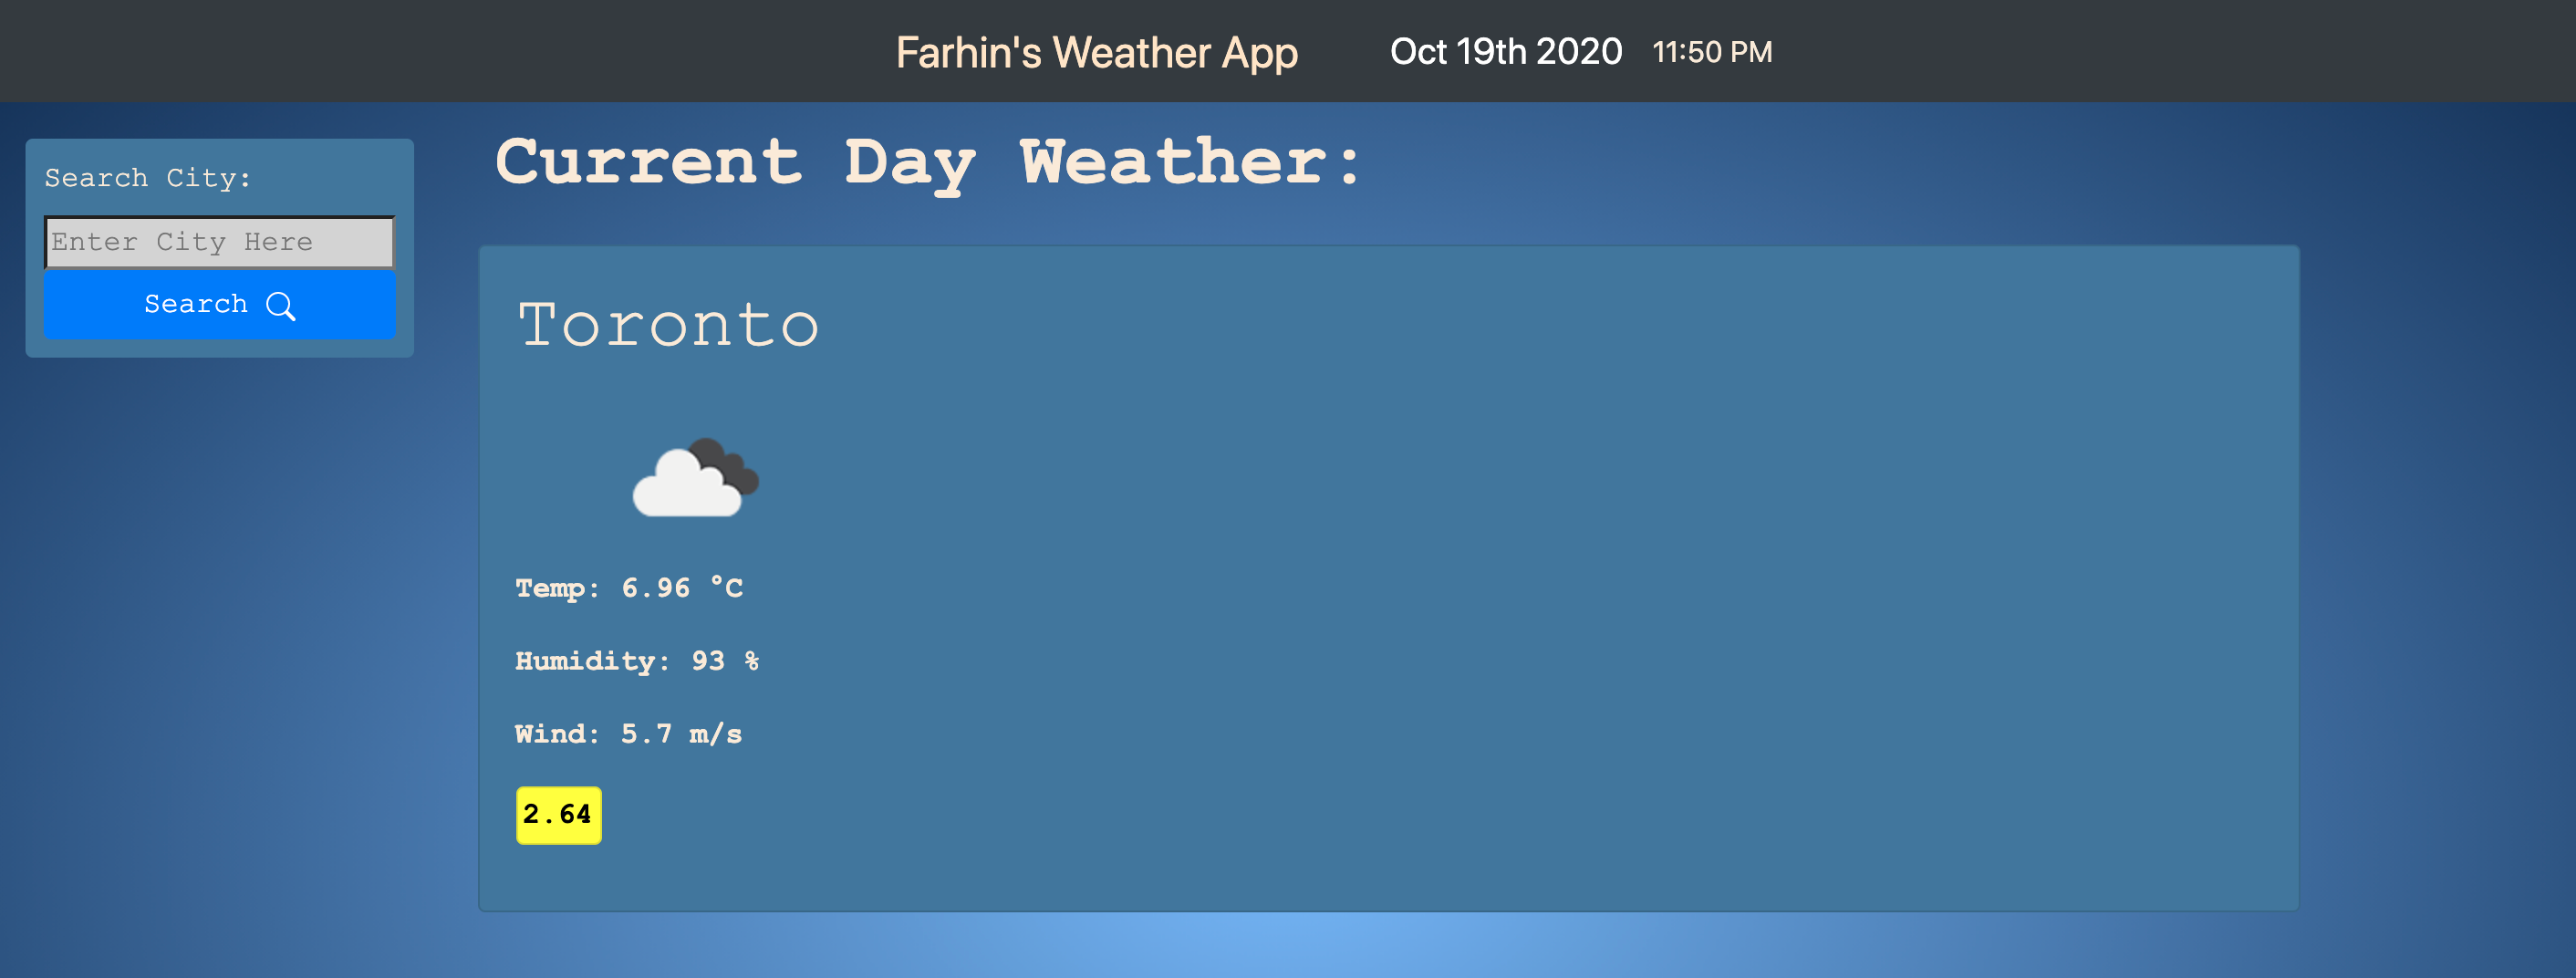 Farhin's Weather App Oct 19th 2020 11:50 PM
Search City:
Enter City Here
Search
Current Day Weather:
Toronto
Temp: 6.96 °C
Humidity: 93 %
Wind: 5.7 m/s
2.64